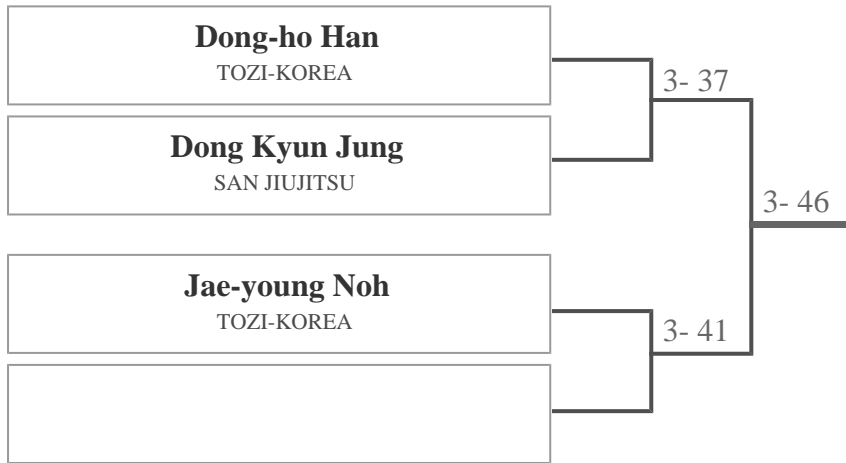 Dong-ho Han
TOZI-KOREA
3- 37
Dong Kyun Jung
SAN JIUJITSU
3- 46
Jae-young Noh
TOZI-KOREA
3- 41